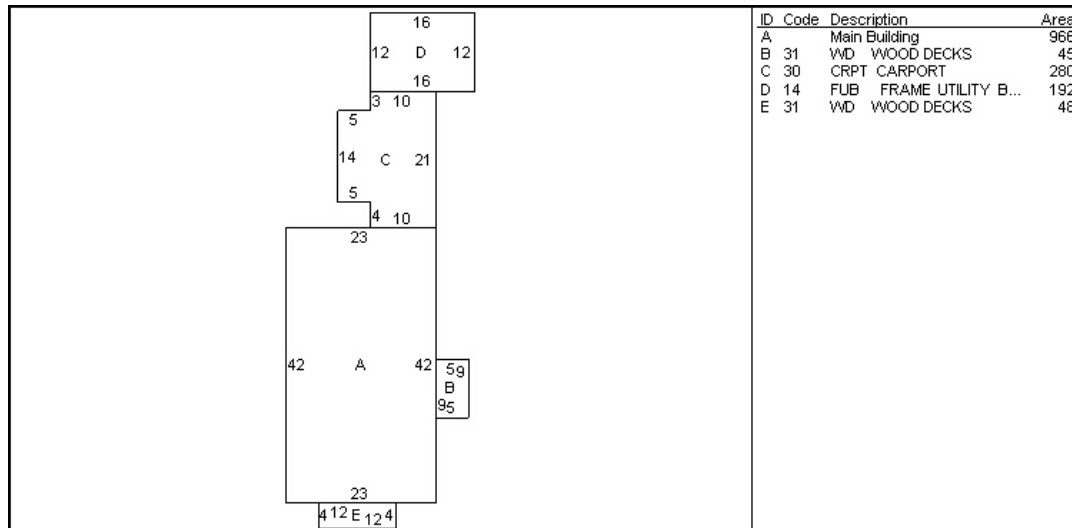 16
12 D 12
16
3 10
5
14 C 21
5
4 10
23
42 A 42
5 9
B
9 5
23
4 12 E 12 4
ID Code Description Area
A Main Building 966
B 31 WD WOOD DECKS 45
C 30 CRPT CARPORT 280
D 14 FUB FRAME UTILITY B... 192
E 31 WD WOOD DECKS 48